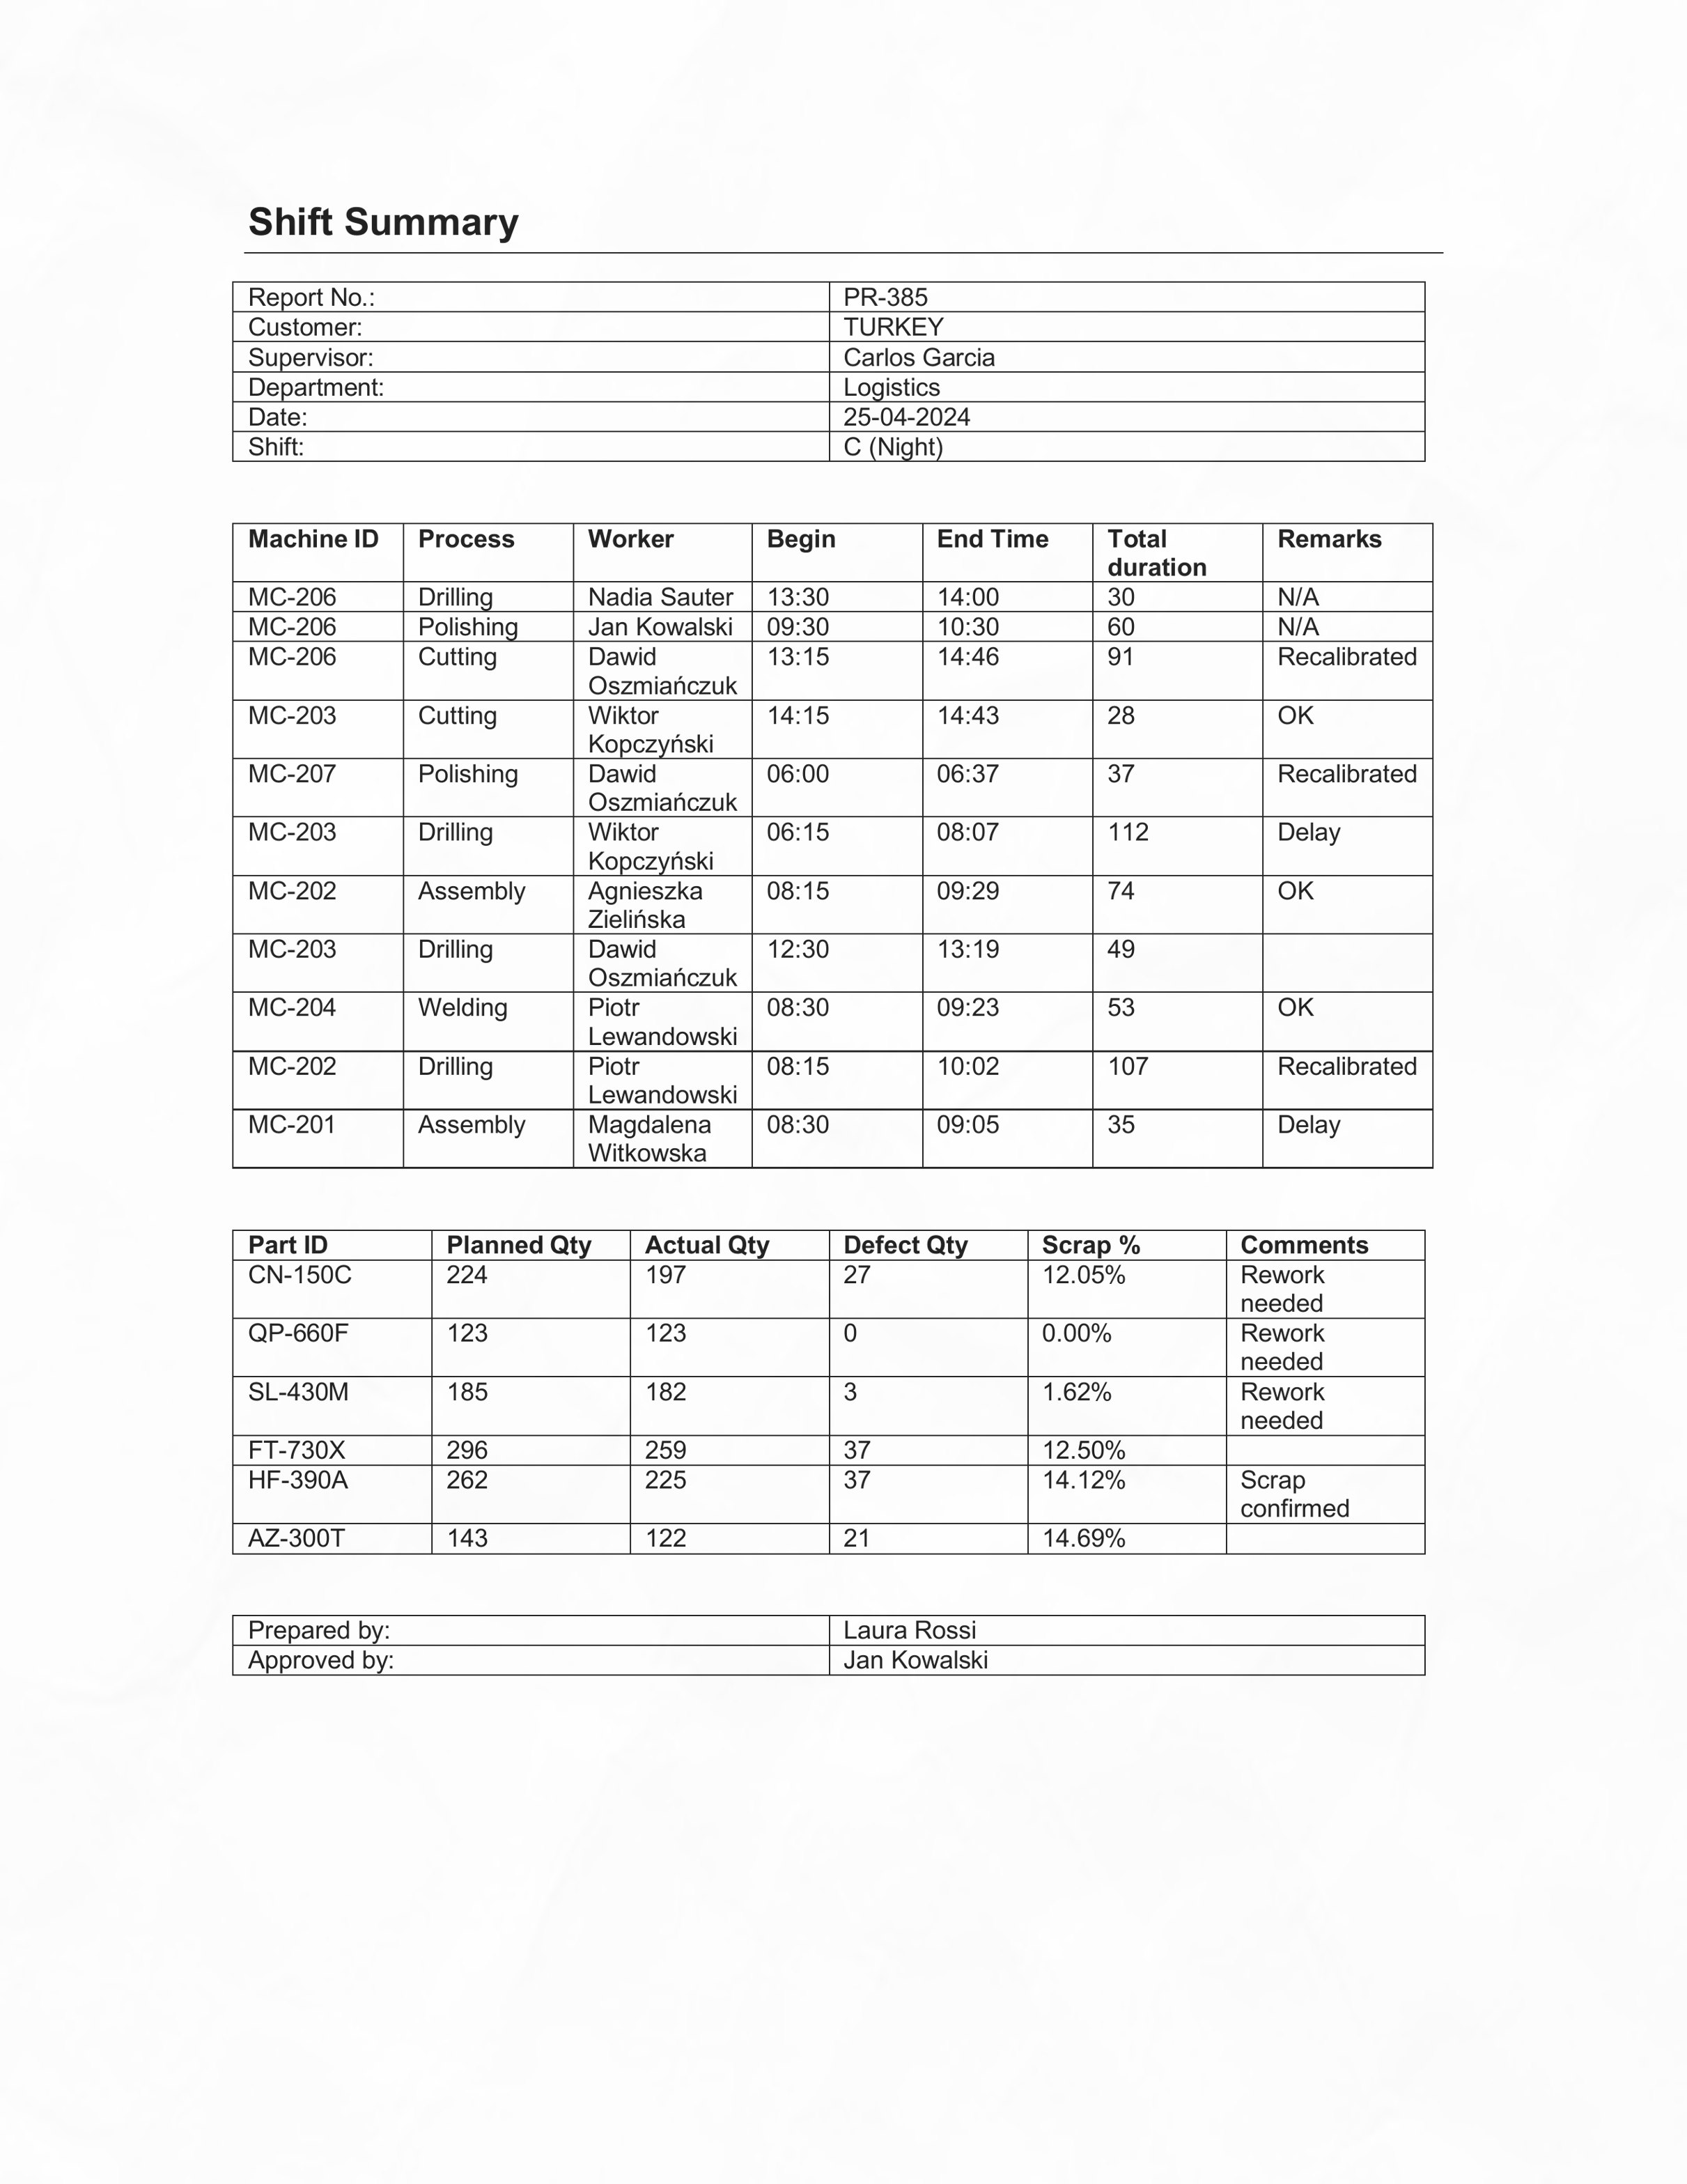 Shift Summary
Report No.: PR-385
Customer: TURKEY
Supervisor: Carlos Garcia
Department: Logistics
Date: 25-04-2024
Shift: C (Night)
Machine ID Process Worker Begin End Time Total duration Remarks
MC-206 Drilling Nadia Sauter 13:30 14:00 30 N/A
MC-206 Polishing Jan Kowalski 09:30 10:30 60 N/A
MC-206 Cutting Dawid Oszmiańczuk 13:15 14:46 91 Recalibrated
MC-203 Cutting Wiktor Kopczyński 14:15 14:43 28 OK
MC-207 Polishing Dawid Oszmiańczuk 06:00 06:37 37 Recalibrated
MC-203 Drilling Wiktor Kopczyński 06:15 08:07 112 Delay
MC-202 Assembly Agnieszka Zielińska 08:15 09:29 74 OK
MC-203 Drilling Dawid Oszmiańczuk 12:30 13:19 49
MC-204 Welding Piotr Lewandowski 08:30 09:23 53 OK
MC-202 Drilling Piotr Lewandowski 08:15 10:02 107 Recalibrated
MC-201 Assembly Magdalena Witkowska 08:30 09:05 35 Delay
Part ID Planned Qty Actual Qty Defect Qty Scrap % Comments
CN-150C 224 197 27 12.05% Rework needed
QP-660F 123 123 0 0.00% Rework needed
SL-430M 185 182 3 1.62% Rework needed
FT-730X 296 259 37 12.50%
HF-390A 262 225 37 14.12% Scrap confirmed
AZ-300T 143 122 21 14.69%
Prepared by: Laura Rossi
Approved by: Jan Kowalski